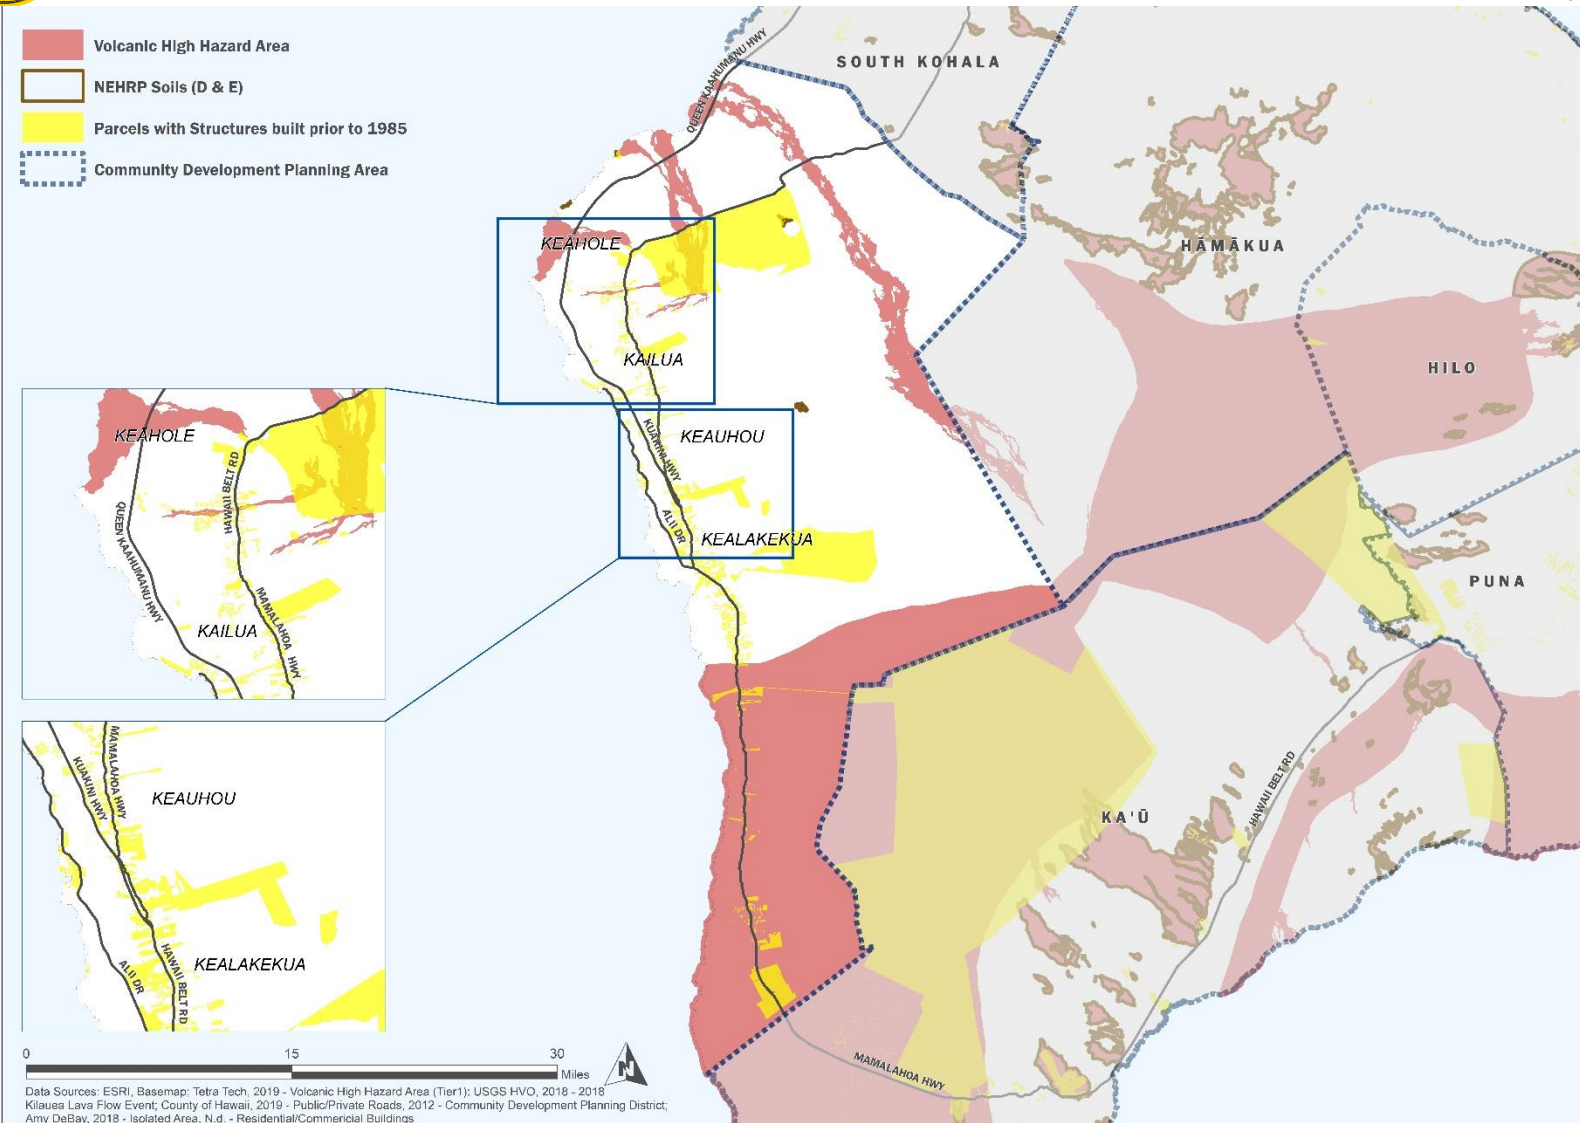 Volcanic High Hazard Area
NEHRP Soils (D & E)
Parcels with Structures built prior to 1985
Community Development Planning Area
QUEEN KAAHUMANU HWY
SOUTH KOHALA
HĀMĀKUA
KEĀHOLE
KAILUA
HILO
KUAKINI HWY
KEAUHOU
ALII DR
KEALAKEKUA
PUNA
KA'Ū
HAWAII BELT RD
MAMALAHOA HWY
KEĀHOLE
HAWAII BELT RD
QUEEN KAAHUMANU HWY
MAMALAHOA HWY
KAILUA
MAMALAHOA HWY
KUAKINI HWY
KEAUHOU
KEALAKEKUA
ALII DR
HAWAII BELT RD
0 15 30
Miles
N
Data Sources: ESRI, Basemap; Tetra Tech, 2019 - Volcanic High Hazard Area (Tier1); USGS HVO, 2018 - 2018
Kilauea Lava Flow Event; County of Hawaii, 2019 - Public/Private Roads, 2012 - Community Development Planning District;
Amy DeBay, 2018 - Isolated Area, N.d. - Residential/Commericial Buildings